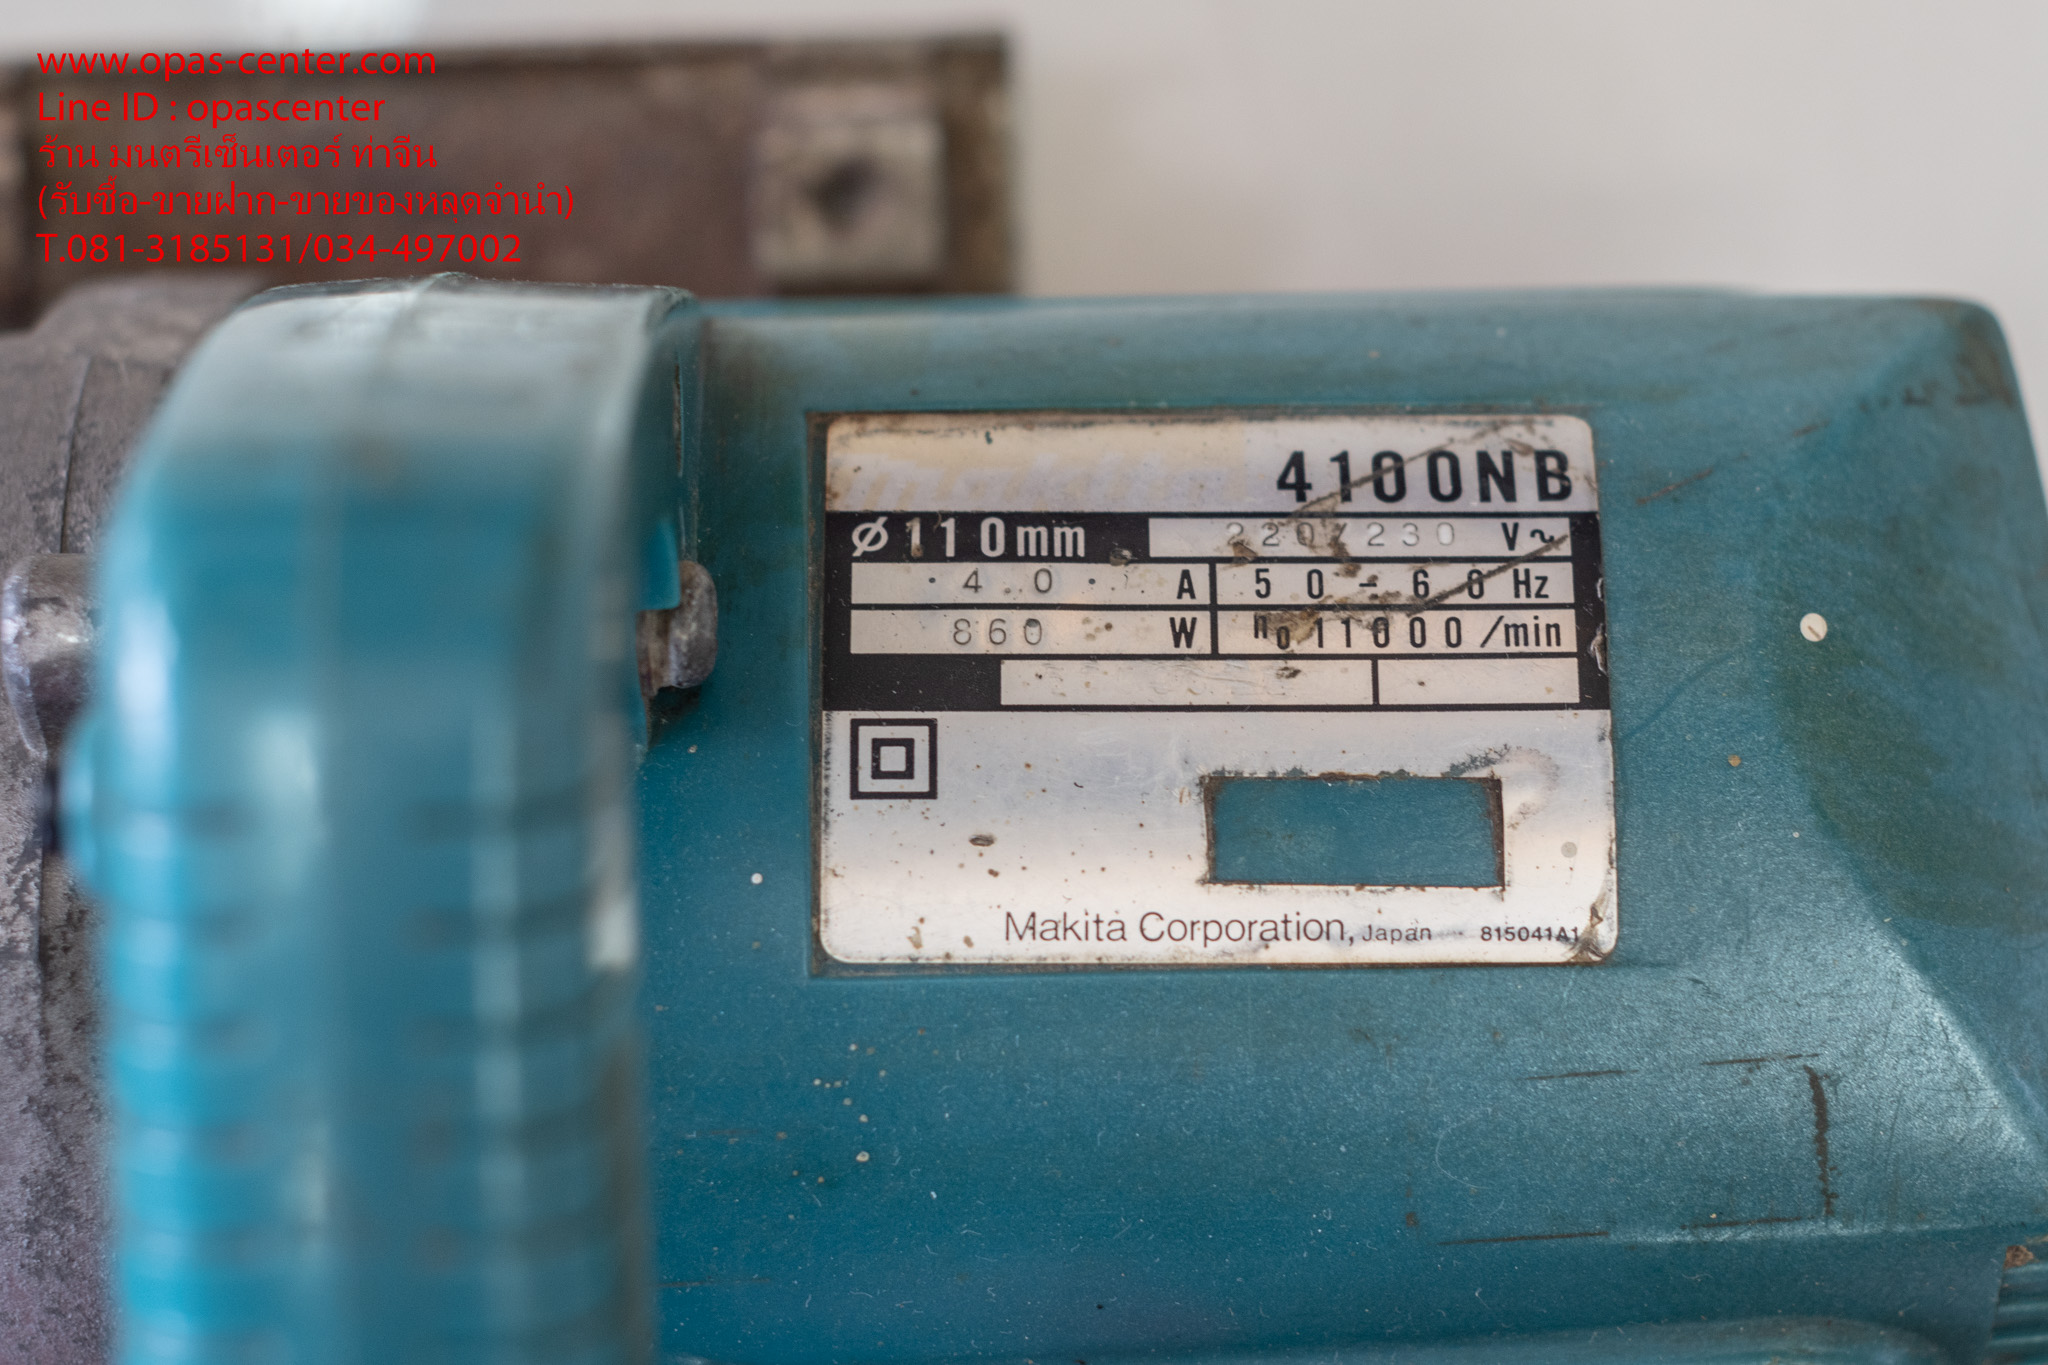 www.opas-center.com
Line ID : opascenter
ร้าน มนตรีเซ็นเตอร์ ท่าจีน
(รับซื้อ-ขายฝาก-ขายของหลุดจำนำ)
T.081-3185131/034-497002
makita 4100NB
ø110mm 220/230 V~
4.0 A 50-60 Hz
860 W n₀ 11000 /min
Makita Corporation, Japan 815041A1